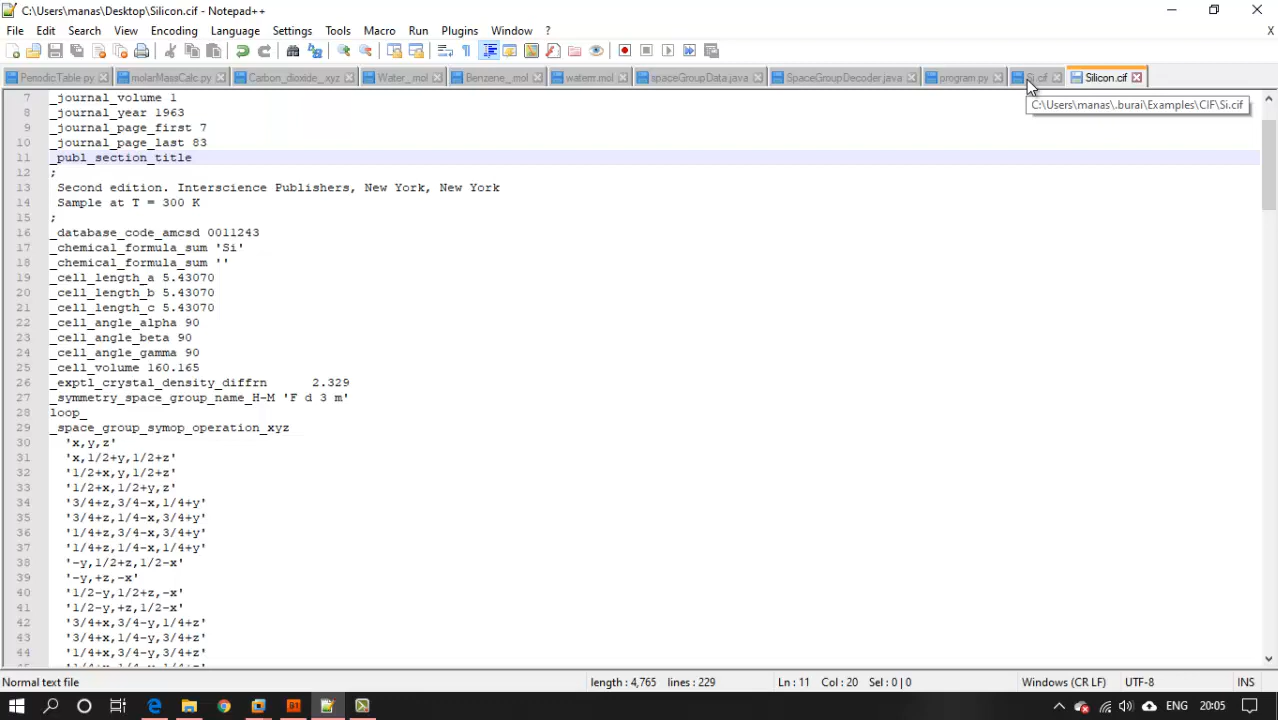 C:\Users\manas\Desktop\Silicon.cif - Notepad++
File Edit Search View Encoding Language Settings Tools Macro Run Plugins Window ? X
PeriodicTable.py molarMassCalc.py Carbon_dioxide_.xyz Water_.mol Benzene_.mol waterm.mol spaceGroupData.java SpaceGroupDecoder.java program.py Si.cif Silicon.cif
C:\Users\manas\.burai\Examples\CIF\Si.cif
7 _journal_volume 1
8 _journal_year 1963
9 _journal_page_first 7
10 _journal_page_last 83
11 _publ_section_title
12 ;
13 Second edition. Interscience Publishers, New York, New York
14 Sample at T = 300 K
15 ;
16 _database_code_amcsd 0011243
17 _chemical_formula_sum 'Si'
18 _chemical_formula_sum ''
19 _cell_length_a 5.43070
20 _cell_length_b 5.43070
21 _cell_length_c 5.43070
22 _cell_angle_alpha 90
23 _cell_angle_beta 90
24 _cell_angle_gamma 90
25 _cell_volume 160.165
26 _exptl_crystal_density_diffrn 2.329
27 _symmetry_space_group_name_H-M 'F d 3 m'
28 loop_
29 _space_group_symop_operation_xyz
30 'x,y,z'
31 'x,1/2+y,1/2+z'
32 '1/2+x,y,1/2+z'
33 '1/2+x,1/2+y,z'
34 '3/4+z,3/4-x,1/4+y'
35 '3/4+z,1/4-x,3/4+y'
36 '1/4+z,3/4-x,3/4+y'
37 '1/4+z,1/4-x,1/4+y'
38 '-y,1/2+z,1/2-x'
39 '-y,+z,-x'
40 '1/2-y,1/2+z,-x'
41 '1/2-y,+z,1/2-x'
42 '3/4+x,3/4-y,1/4+z'
43 '3/4+x,1/4-y,3/4+z'
44 '1/4+x,3/4-y,3/4+z'
Normal text file length : 4,765 lines : 229 Ln : 11 Col : 20 Sel : 0 | 0 Windows (CR LF) UTF-8 INS
ENG 20:05